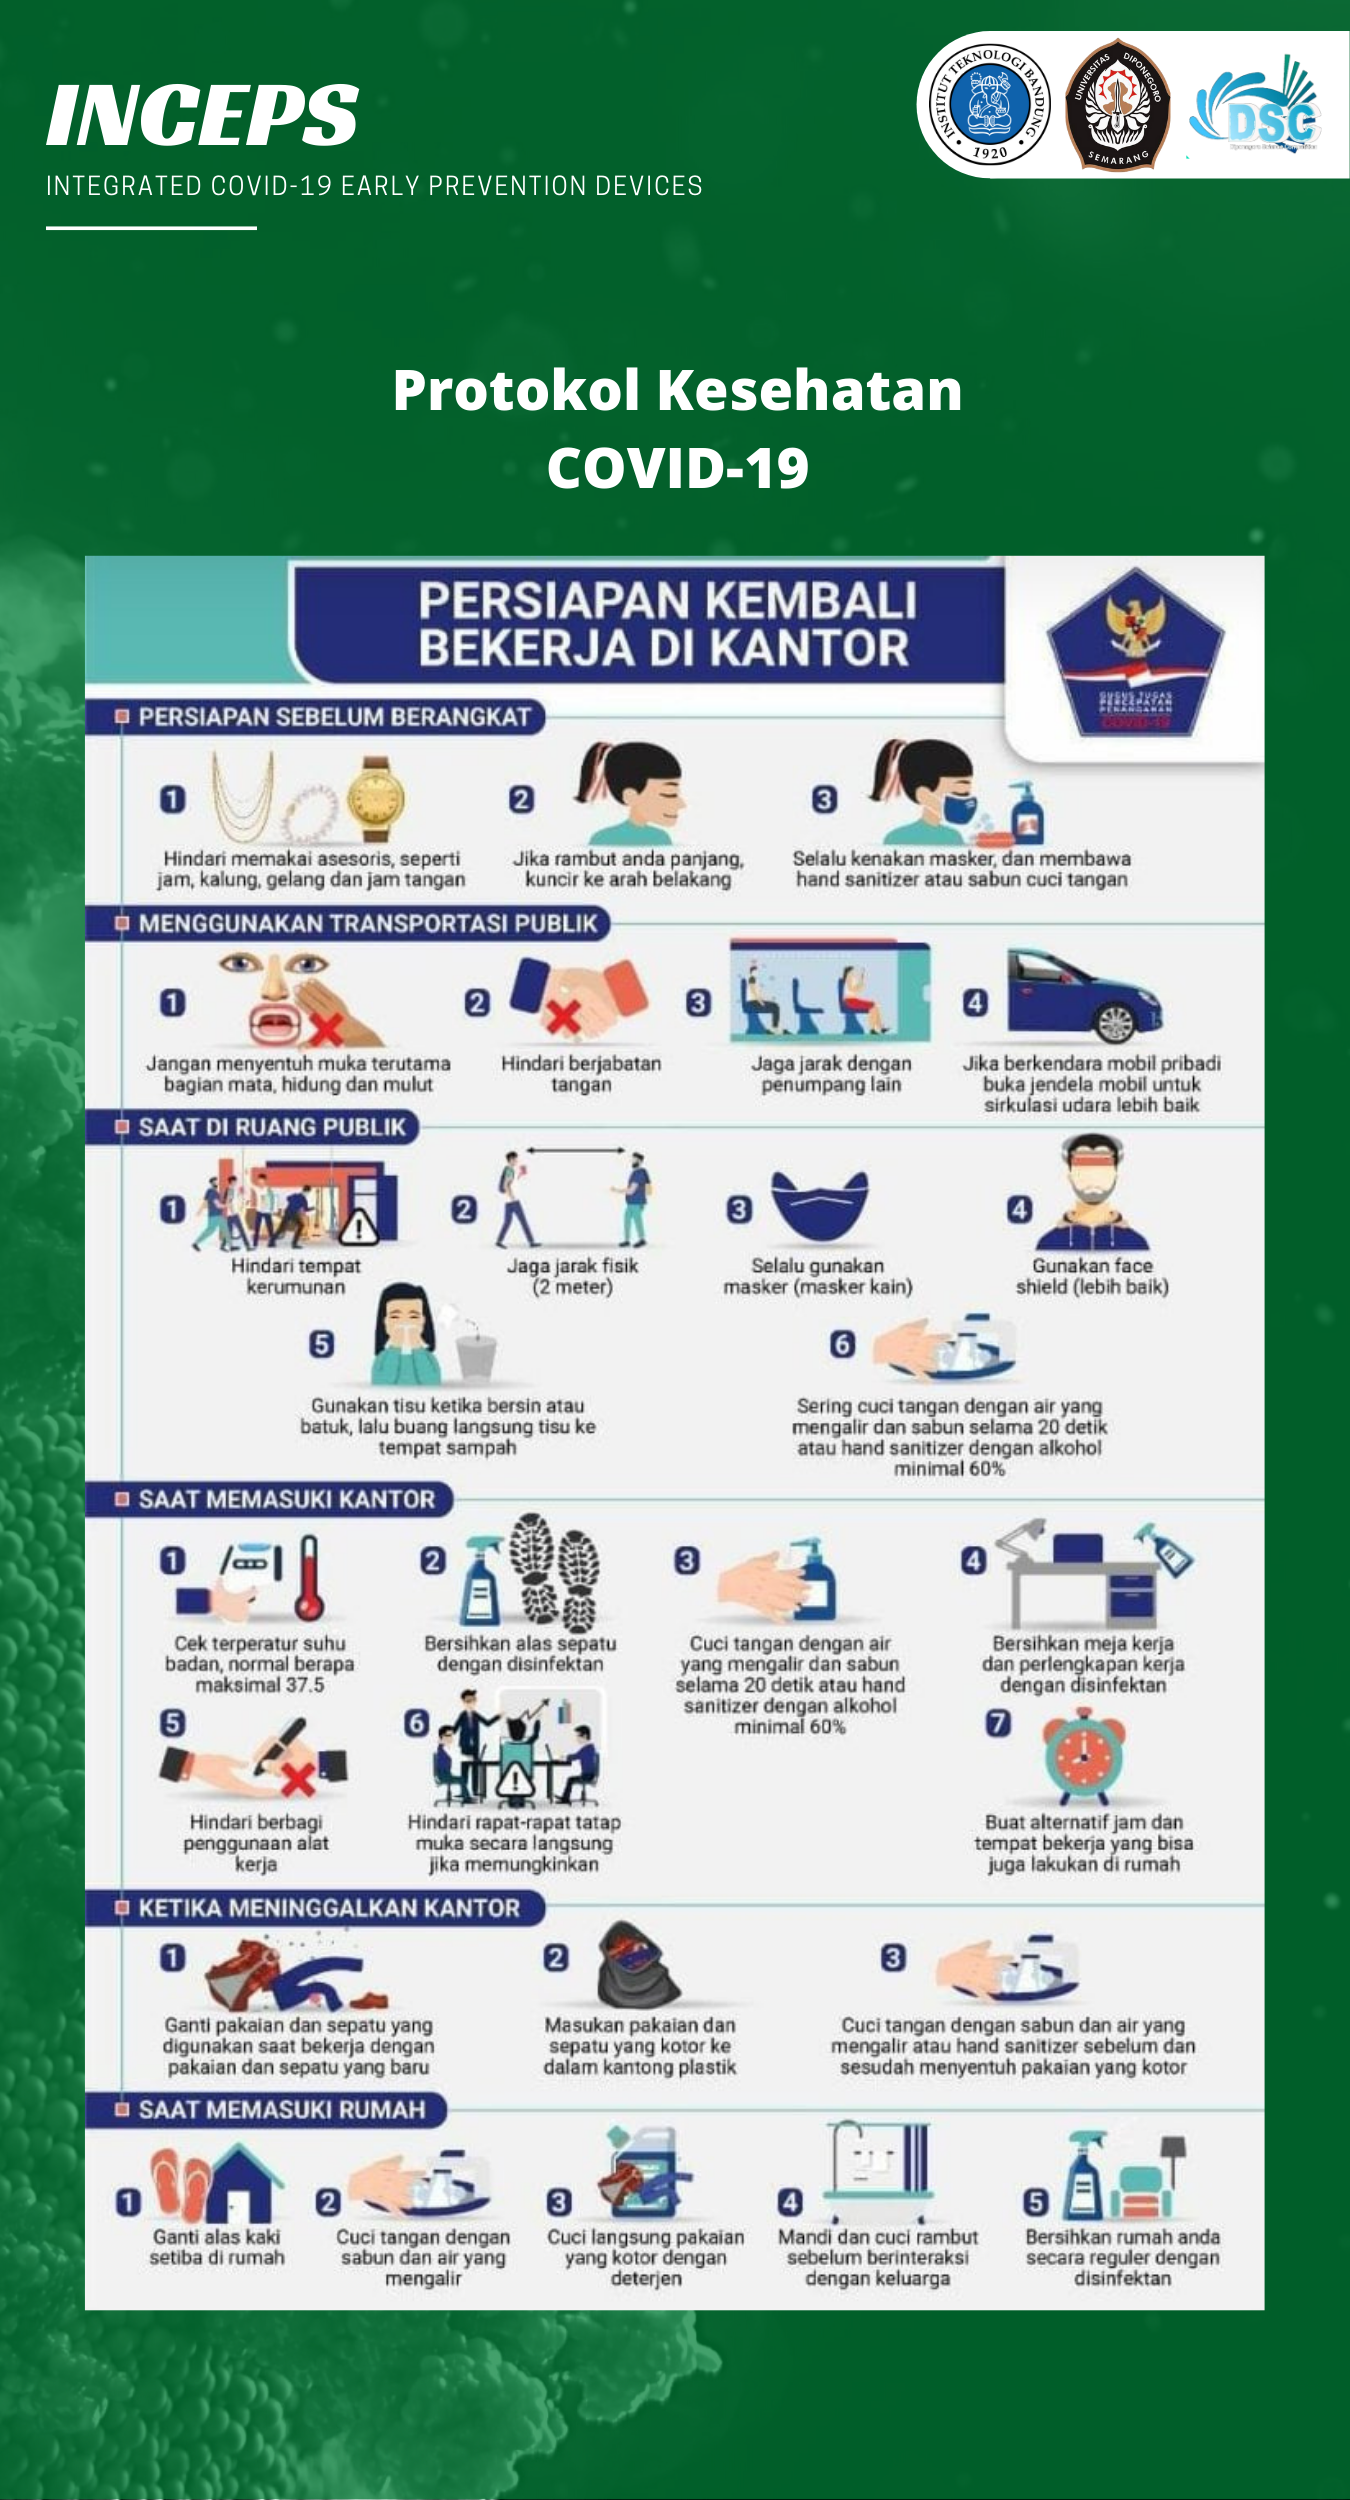 INCEPS
INTEGRATED COVID-19 EARLY PREVENTION DEVICES
INSTITUT TEKNOLOGI BANDUNG
1920
UNIVERSITAS DIPONEGORO
SEMARANG
DSC
Protokol Kesehatan
COVID-19
PERSIAPAN KEMBALI
BEKERJA DI KANTOR
GUGUS TUGAS
PERCEPATAN
PENANGANAN
COVID-19
PERSIAPAN SEBELUM BERANGKAT
1
Hindari memakai asesoris, seperti
jam, kalung, gelang dan jam tangan
2
Jika rambut anda panjang,
kuncir ke arah belakang
3
Selalu kenakan masker, dan membawa
hand sanitizer atau sabun cuci tangan
MENGGUNAKAN TRANSPORTASI PUBLIK
1
Jangan menyentuh muka terutama
bagian mata, hidung dan mulut
2
Hindari berjabatan
tangan
3
Jaga jarak dengan
penumpang lain
4
Jika berkendara mobil pribadi
buka jendela mobil untuk
sirkulasi udara lebih baik
SAAT DI RUANG PUBLIK
1
Hindari tempat
kerumunan
2
Jaga jarak fisik
(2 meter)
3
Selalu gunakan
masker (masker kain)
4
Gunakan face
shield (lebih baik)
5
Gunakan tisu ketika bersin atau
batuk, lalu buang langsung tisu ke
tempat sampah
6
Sering cuci tangan dengan air yang
mengalir dan sabun selama 20 detik
atau hand sanitizer dengan alkohol
minimal 60%
SAAT MEMASUKI KANTOR
1
Cek terperatur suhu
badan, normal berapa
maksimal 37.5
2
Bersihkan alas sepatu
dengan disinfektan
3
Cuci tangan dengan air
yang mengalir dan sabun
selama 20 detik atau hand
sanitizer dengan alkohol
minimal 60%
4
Bersihkan meja kerja
dan perlengkapan kerja
dengan disinfektan
5
Hindari berbagi
penggunaan alat
kerja
6
Hindari rapat-rapat tatap
muka secara langsung
jika memungkinkan
7
Buat alternatif jam dan
tempat bekerja yang bisa
juga lakukan di rumah
KETIKA MENINGGALKAN KANTOR
1
Ganti pakaian dan sepatu yang
digunakan saat bekerja dengan
pakaian dan sepatu yang baru
2
Masukan pakaian dan
sepatu yang kotor ke
dalam kantong plastik
3
Cuci tangan dengan sabun dan air yang
mengalir atau hand sanitizer sebelum dan
sesudah menyentuh pakaian yang kotor
SAAT MEMASUKI RUMAH
1
Ganti alas kaki
setiba di rumah
2
Cuci tangan dengan
sabun dan air yang
mengalir
3
Cuci langsung pakaian
yang kotor dengan
deterjen
4
Mandi dan cuci rambut
sebelum berinteraksi
dengan keluarga
5
Bersihkan rumah anda
secara reguler dengan
disinfektan